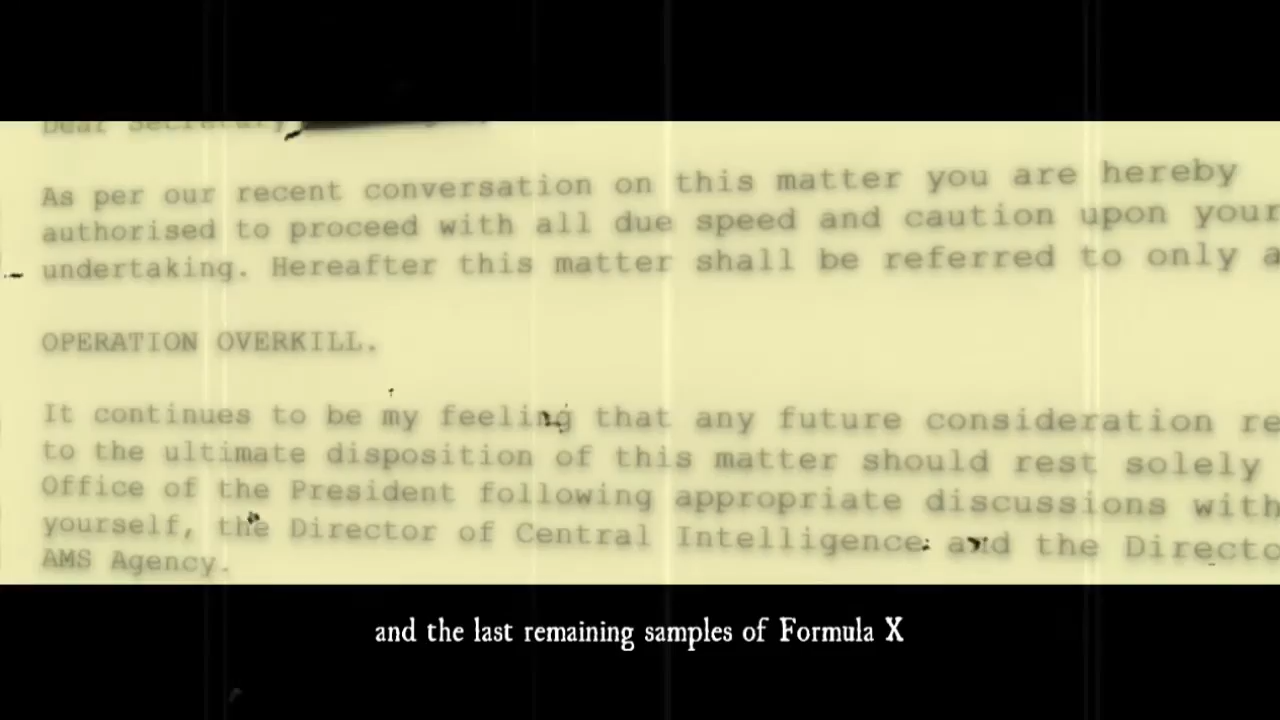 Dear Secretary
As per our recent conversation on this matter you are hereby
authorised to proceed with all due speed and caution upon your
undertaking. Hereafter this matter shall be referred to only a
OPERATION OVERKILL.
It continues to be my feeling that any future consideration re
to the ultimate disposition of this matter should rest solely
Office of the President following appropriate discussions with
yourself, the Director of Central Intelligence and the Directo
AMS Agency.
and the last remaining samples of Formula X